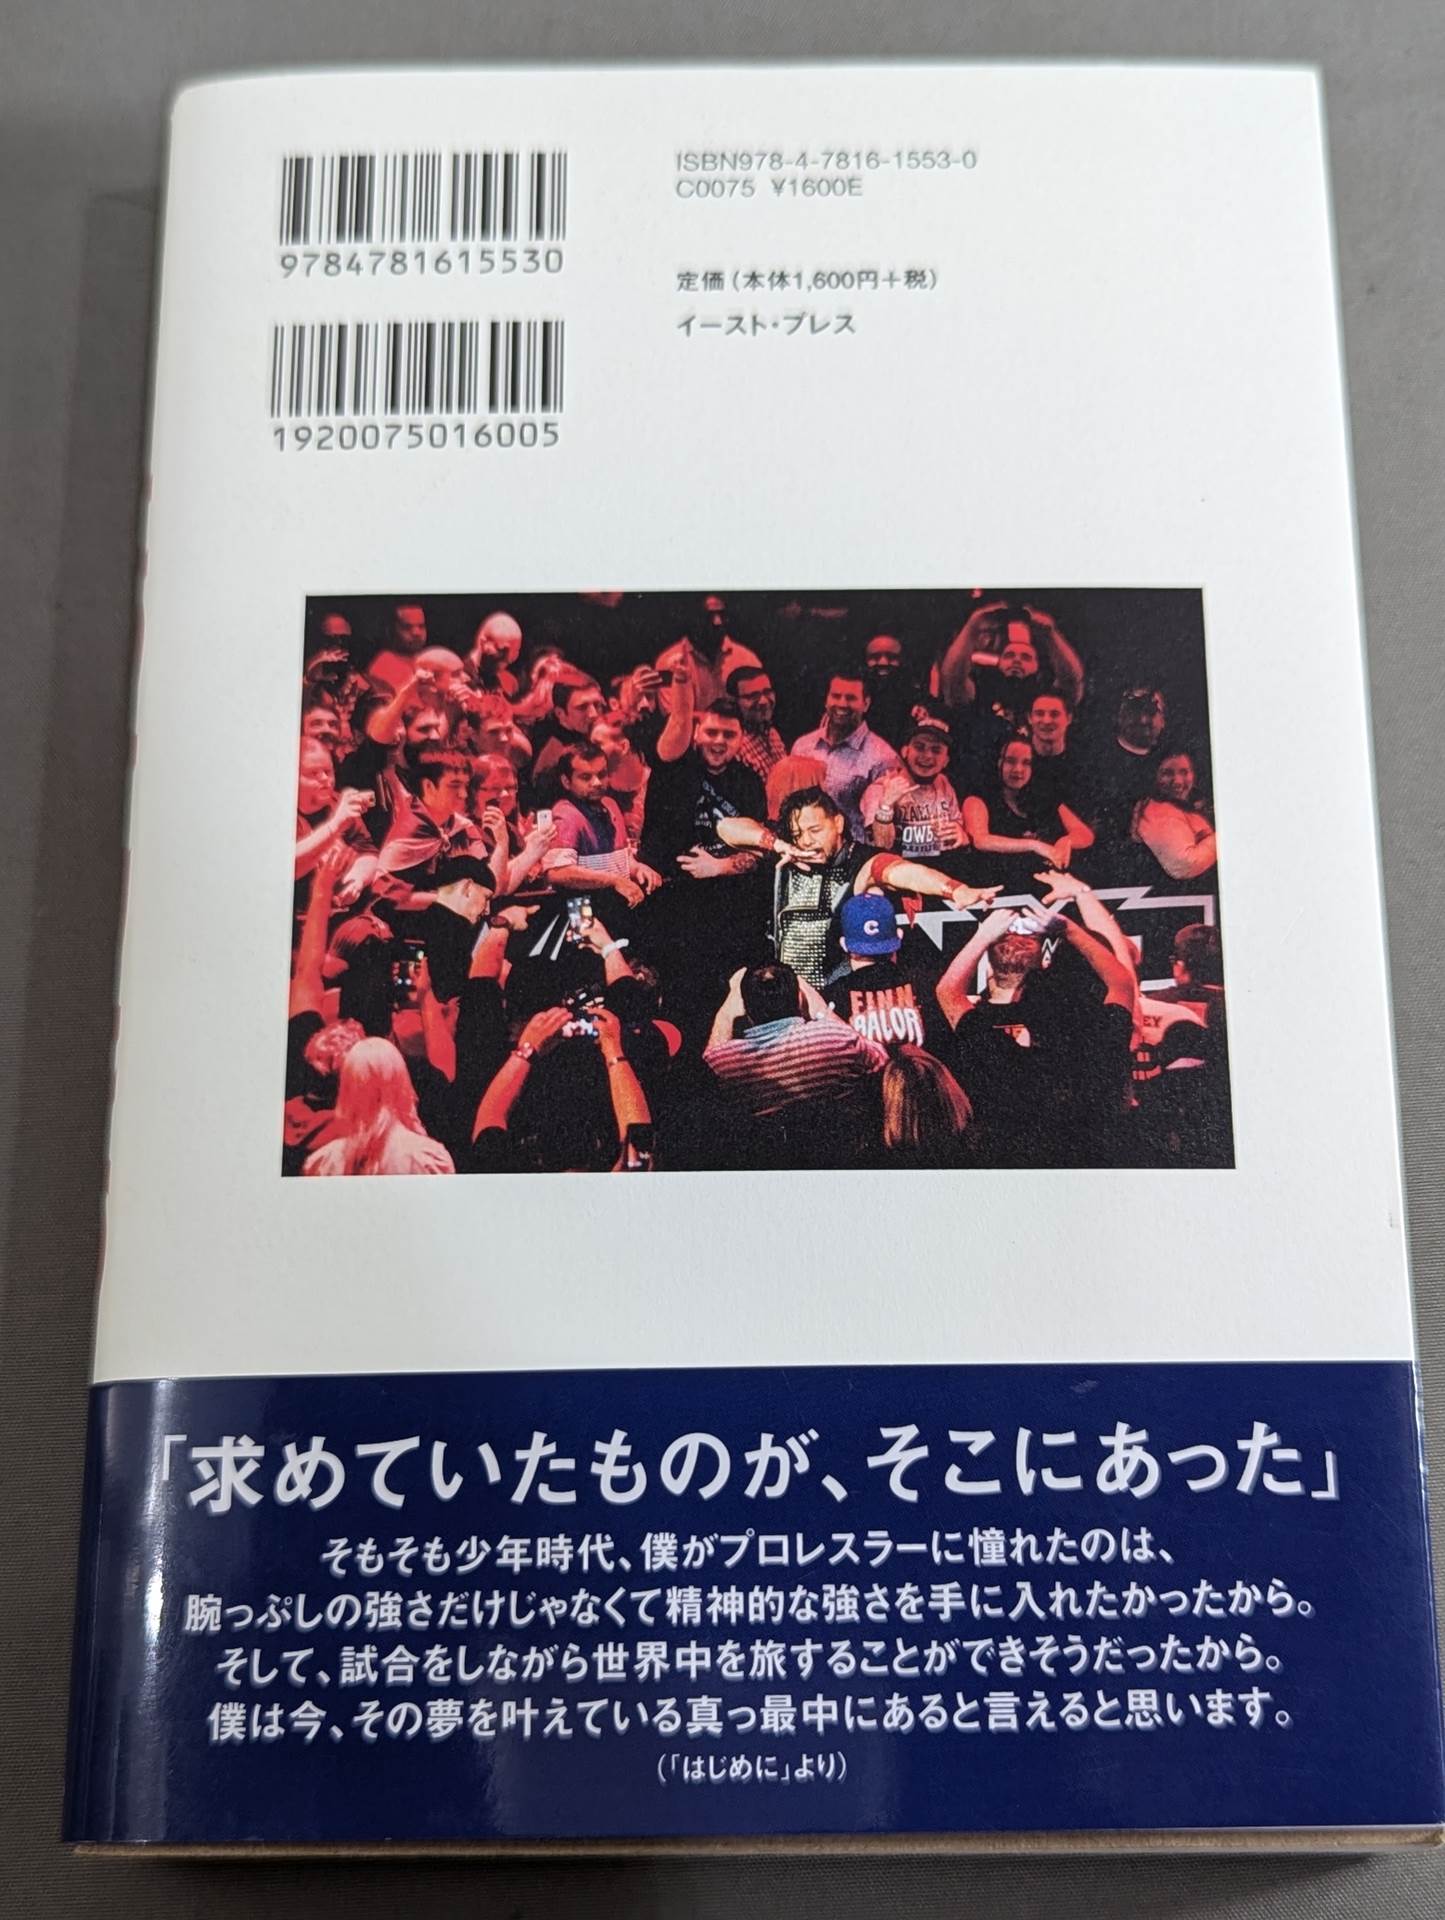 ISBN978-4-7816-1553-0
C0075 ¥1600E
9784781615530
定価(本体1,600円+税)
イースト・プレス
1920075016005
C
FINN
BALOR
「求めていたものが、そこにあった」
そもそも少年時代、僕がプロレスラーに憧れたのは、
腕っぷしの強さだけじゃなくて精神的な強さを手に入れたかったから。
そして、試合をしながら世界中を旅することができそうだったから。
僕は今、その夢を叶えている真っ最中にあると言えると思います。
(「はじめに」より)